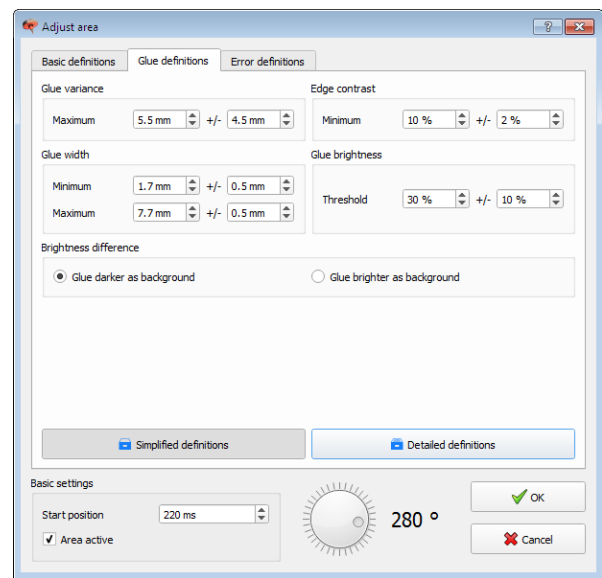 Adjust area
Basic definitions Glue definitions Error definitions
Glue variance
Maximum 5.5 mm +/- 4.5 mm
Edge contrast
Minimum 10 % +/- 2 %
Glue width
Minimum 1.7 mm +/- 0.5 mm
Maximum 7.7 mm +/- 0.5 mm
Glue brightness
Threshold 30 % +/- 10 %
Brightness difference
Glue darker as background Glue brighter as background
Simplified definitions Detailed definitions
Basic settings
Start position 220 ms
Area active
280 °
OK
Cancel